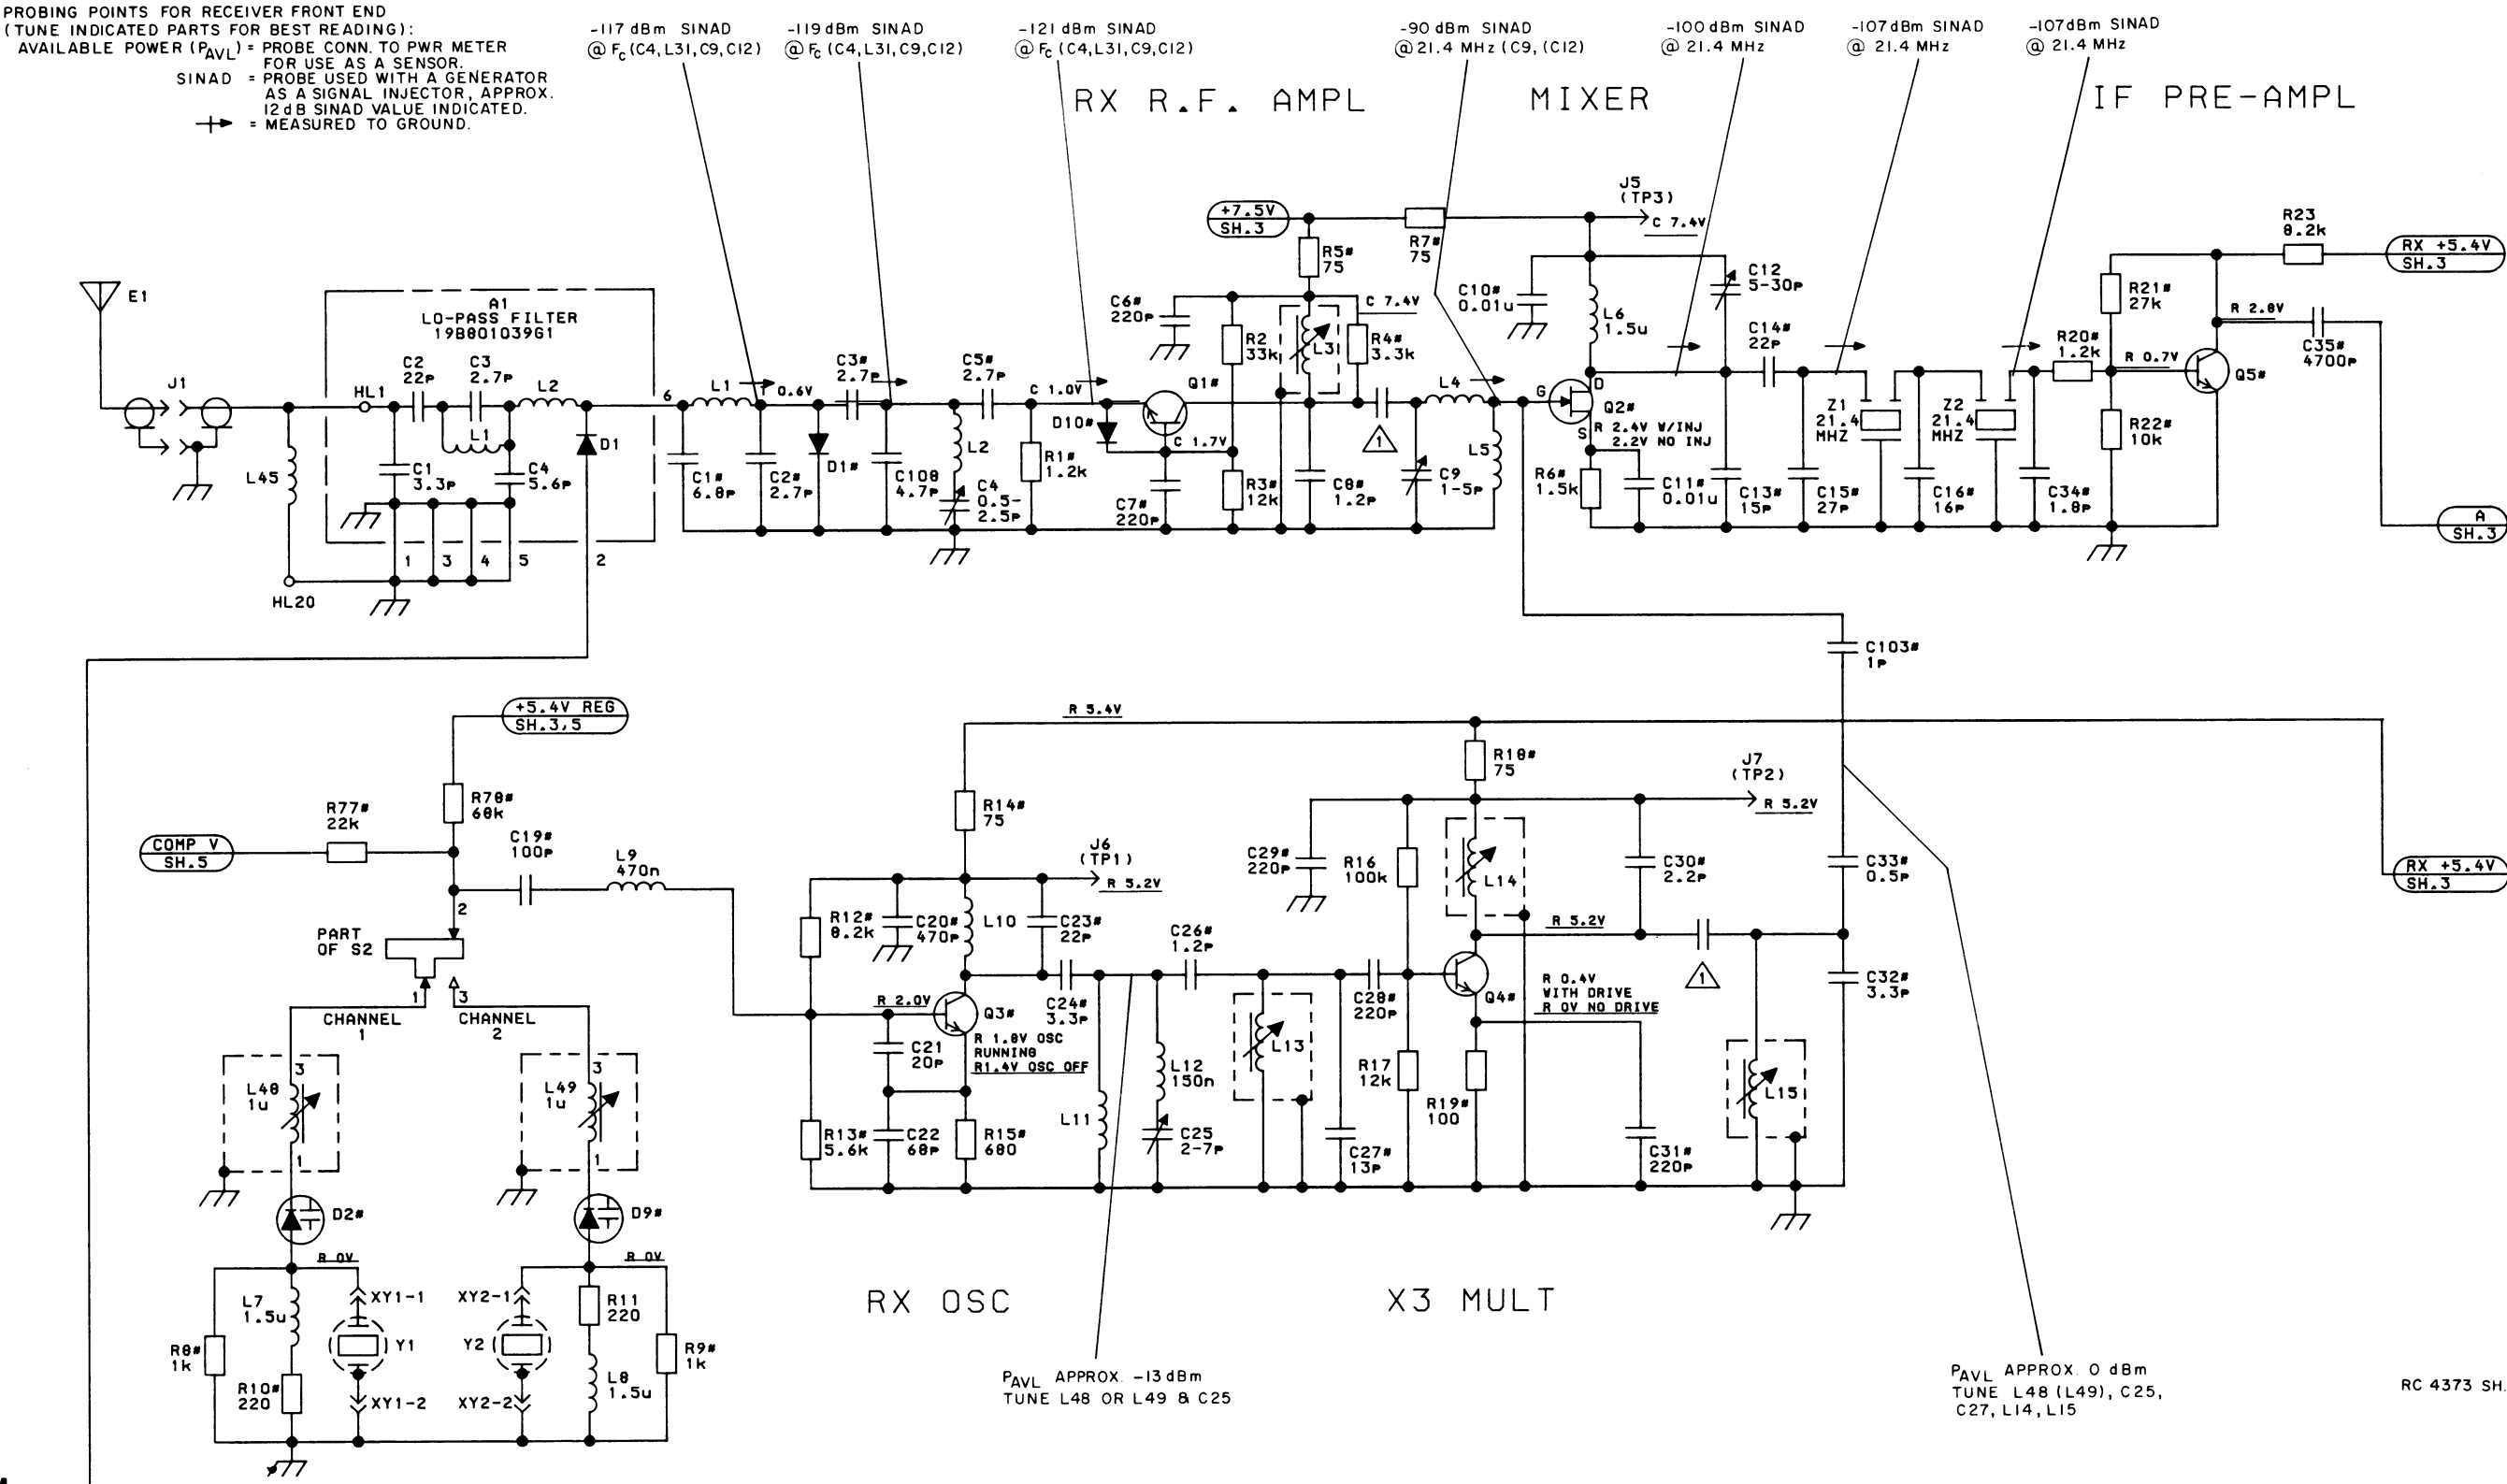 PROBING POINTS FOR RECEIVER FRONT END
(TUNE INDICATED PARTS FOR BEST READING):
AVAILABLE POWER (PAVL) = PROBE CONN. TO PWR METER
FOR USE AS A SENSOR.
SINAD = PROBE USED WITH A GENERATOR
AS A SIGNAL INJECTOR, APPROX.
12dB SINAD VALUE INDICATED.
= MEASURED TO GROUND.
-117 dBm SINAD
@ FC (C4, L31, C9, C12)
-119 dBm SINAD
@ FC (C4, L31, C9, C12)
-121 dBm SINAD
@ FC (C4, L31, C9, C12)
-90 dBm SINAD
@ 21.4 MHz (C9, (C12)
-100 dBm SINAD
@ 21.4 MHz
-107dBm SINAD
@ 21.4 MHz
-107dBm SINAD
@ 21.4 MHz
RX R.F. AMPL
MIXER
IF PRE-AMPL
E1
J1
L45
HL1
HL20
A1
LO-PASS FILTER
19B801039G1
C2
22p
C3
2.7p
L2
L1
C1
3.3p
C4
5.6p
D1
1
3
4
5
2
6
L1
0.6V
C1#
6.8p
C2#
2.7p
D1#
C3#
2.7p
C108
4.7p
L2
C4
0.5-
2.5p
C5#
2.7p
C 1.0V
R1#
1.2k
D10#
Q1#
C 1.7V
C7#
220p
C6#
220p
R2
33k
R3#
12k
+7.5V
SH.3
R5#
75
R7#
75
L3
R4#
3.3k
C 7.4V
C8#
1.2p
1
C9
1-5p
L4
L5
J5
(TP3)
C 7.4V
C10#
0.01u
L6
1.5u
C12
5-30p
G
D
S
Q2#
R 2.4V W/INJ
2.2V NO INJ
R6#
1.5k
C11#
0.01u
C13#
15p
C14#
22p
C15#
27p
Z1
21.4
MHZ
C16#
16p
Z2
21.4
MHZ
C34#
1.8p
R20#
1.2k
R21#
27k
R 0.7V
R22#
10k
Q5#
R 2.8V
R23
8.2k
RX +5.4V
SH.3
C35#
4700p
A
SH.3
C103#
1p
+5.4V REG
SH.3,5
R78#
68k
R77#
22k
COMP V
SH.5
C19#
100p
L9
470n
2
PART
OF S2
1
3
CHANNEL
1
CHANNEL
2
L48
1u
3
1
L49
1u
3
1
D2#
D9#
R 0V
R 0V
R8#
1k
L7
1.5u
R10#
220
XY1-1
Y1
XY1-2
XY2-1
Y2
XY2-2
R11
220
L8
1.5u
R9#
1k
R 5.4V
R14#
75
J6
(TP1)
R 5.2V
R12#
8.2k
C20#
470p
L10
C23#
22p
R 2.0V
Q3#
R 1.8V OSC
RUNNING
R1.4V OSC OFF
C21
20p
R13#
5.6k
C22
68p
R15#
680
C24#
3.3p
L11
L12
150n
C25
2-7p
C26#
1.2p
L13
C27#
13p
C28#
220p
C29#
220p
R16
100k
R17
12k
R18#
75
J7
(TP2)
R 5.2V
L14
C30#
2.2p
R 5.2V
Q4#
R 0.4V
WITH DRIVE
R 0V NO DRIVE
R19#
100
C31#
220p
1
L15
C33#
0.5p
C32#
3.3p
RX +5.4V
SH.3
RX OSC
X3 MULT
PAVL APPROX. -13 dBm
TUNE L48 OR L49 & C25
PAVL APPROX. 0 dBm
TUNE L48 (L49), C25,
C27, L14, L15
RC 4373 SH.